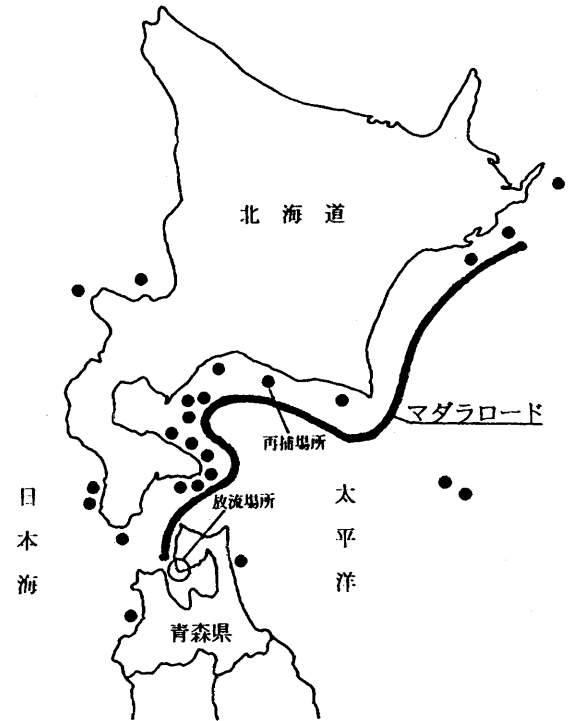 北海道
マダラロード
再捕場所
放流場所
日本海
太平洋
青森県